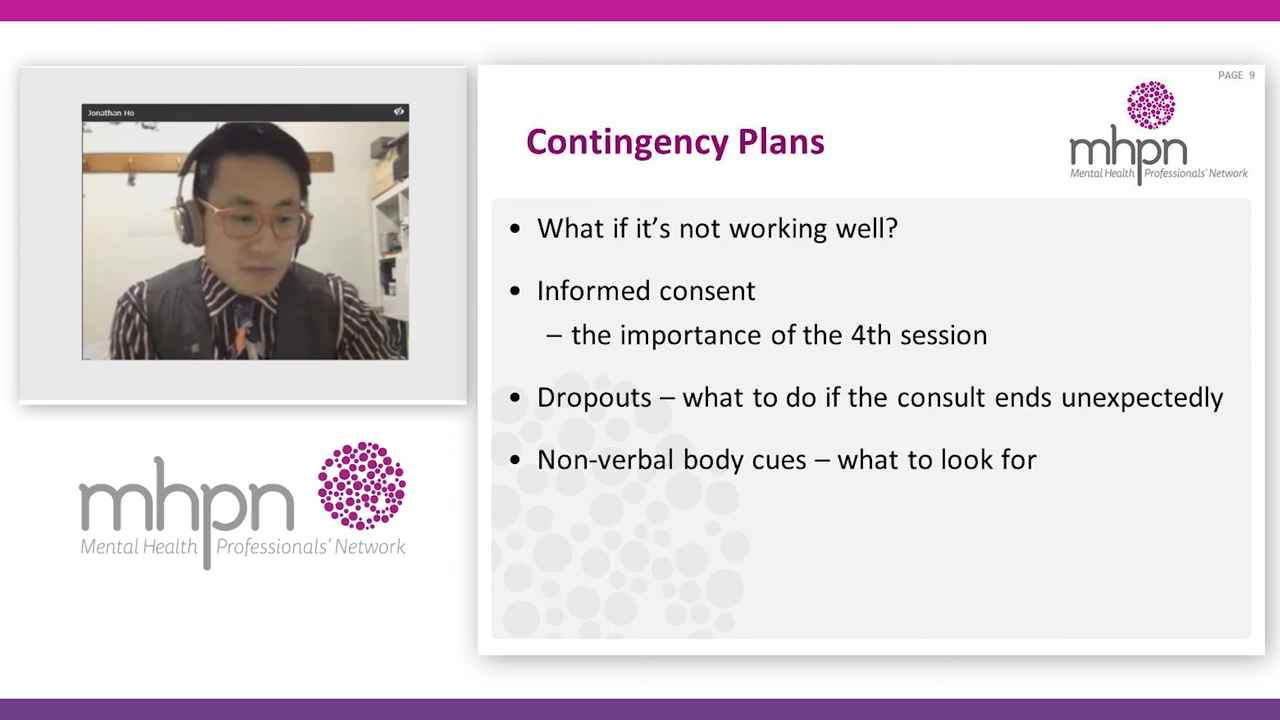 Jonathan Ho
mhpn
Mental Health Professionals' Network
PAGE 9
Contingency Plans
mhpn
Mental Health Professionals' Network
• What if it’s not working well?
• Informed consent
– the importance of the 4th session
• Dropouts – what to do if the consult ends unexpectedly
• Non-verbal body cues – what to look for